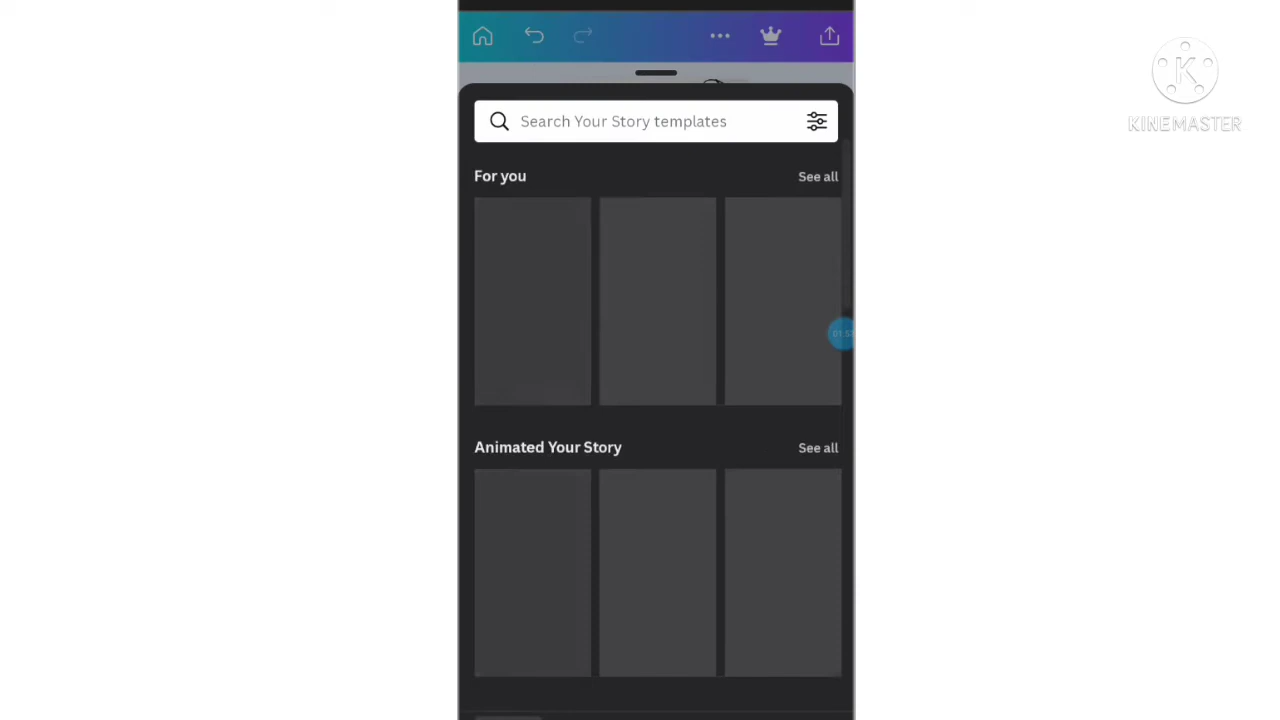 K
KINEMASTER
Search Your Story templates
For you
See all
Animated Your Story
See all